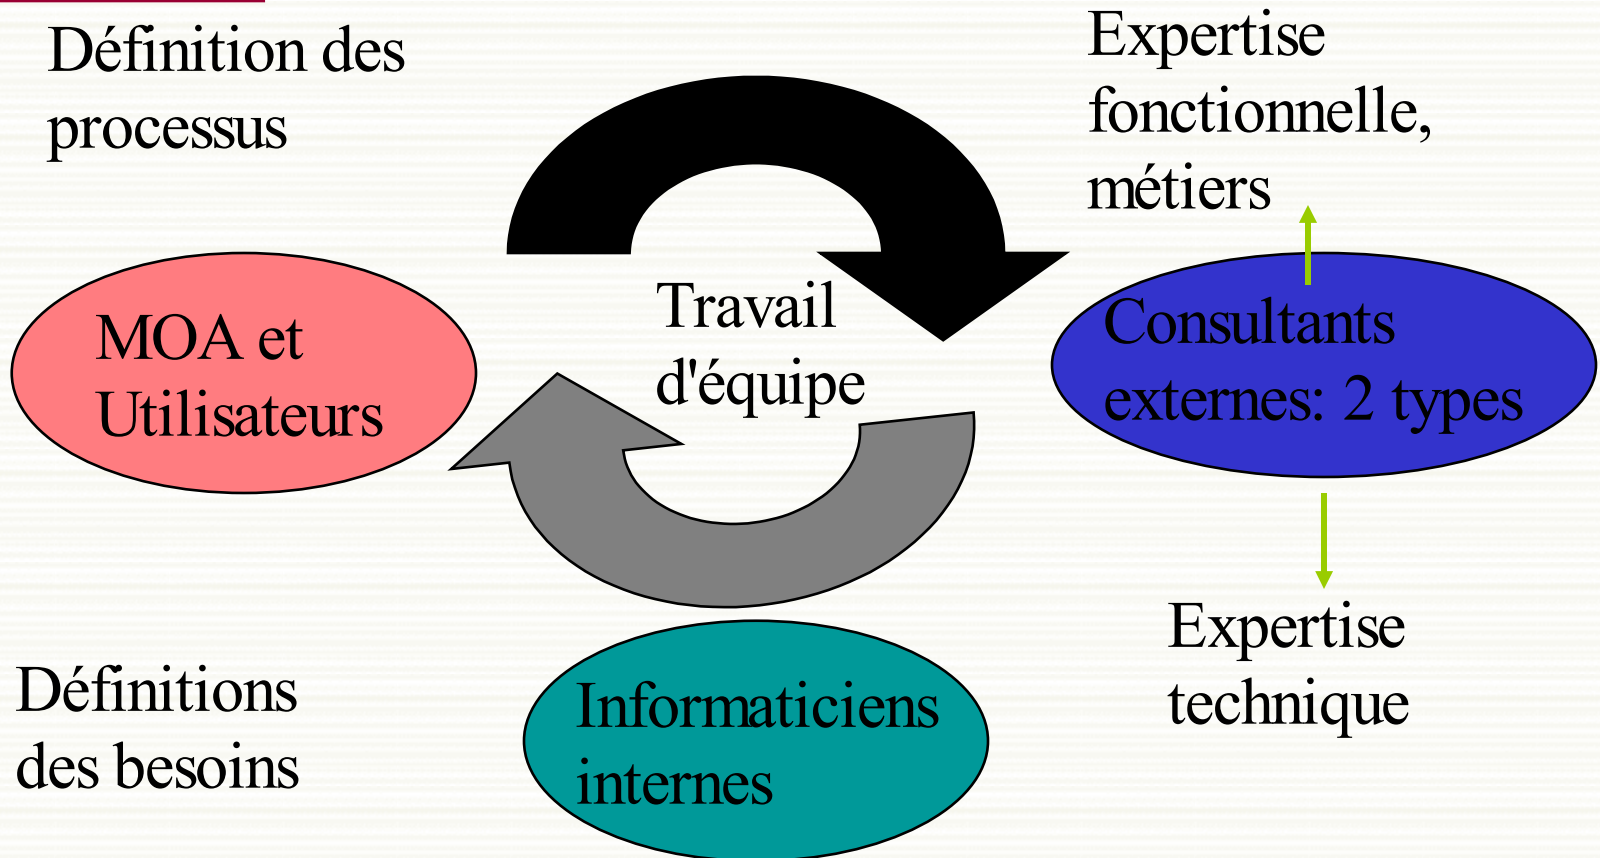 Définition des
processus
Expertise
fonctionnelle,
métiers
MOA et
Utilisateurs
Travail
d'équipe
Consultants
externes: 2 types
Définitions
des besoins
Informaticiens
internes
Expertise
technique